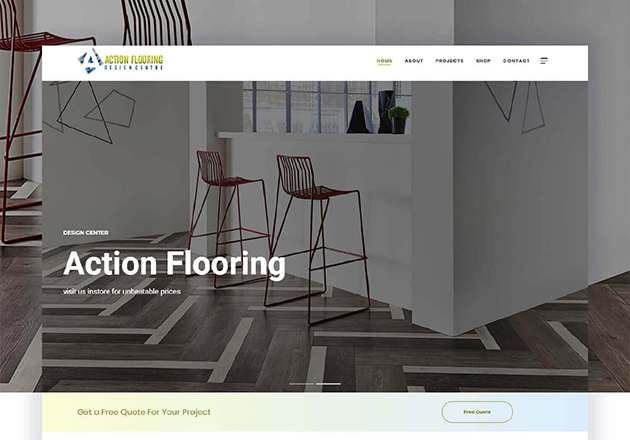 ACTION FLOORING
DESIGN CENTRE
HOME ABOUT PROJECTS SHOP CONTACT
DESIGN CENTER
Action Flooring
visit us instore for unbeatable prices
Get a Free Quote For Your Project
Free Quote